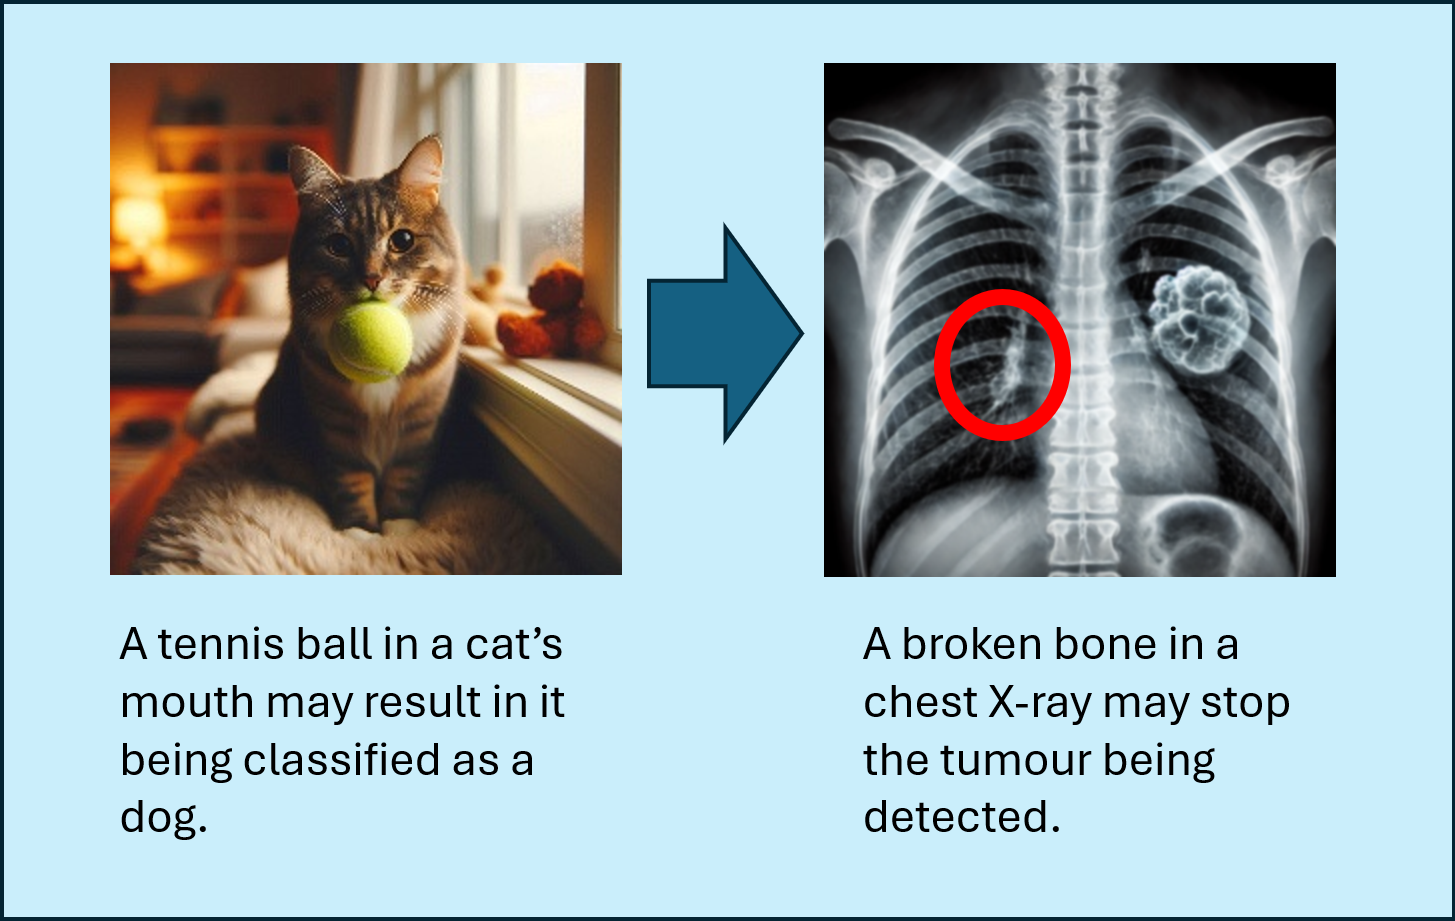 A tennis ball in a cat’s
mouth may result in it
being classified as a
dog.
A broken bone in a
chest X-ray may stop
the tumour being
detected.